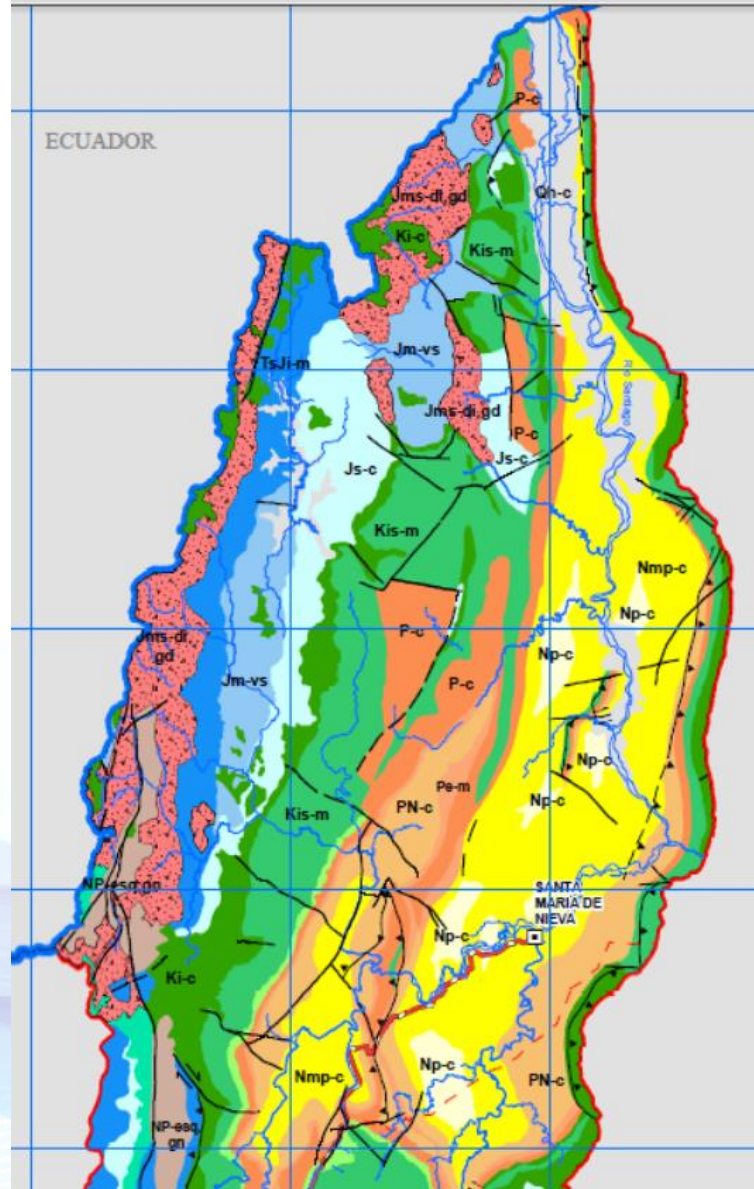 P-c
ECUADOR
Jms-di,gd
Qh-c
Ki-c
Kis-m
TsJi-m
Jm-vs
Río Santiago
Jms-di,gd
P-c
Js-c
Js-c
Kis-m
Nmp-c
Np-c
Jms-di,
gd
P-c
Np-c
P-c
Jm-vs
Np-c
Pe-m
Np-c
PN-c
Kis-m
NP-esq,gn
SANTA
MARIA DE
NIEVA
Np-c
Ki-c
Np-c
Nmp-c
PN-c
NP-esq,
gn